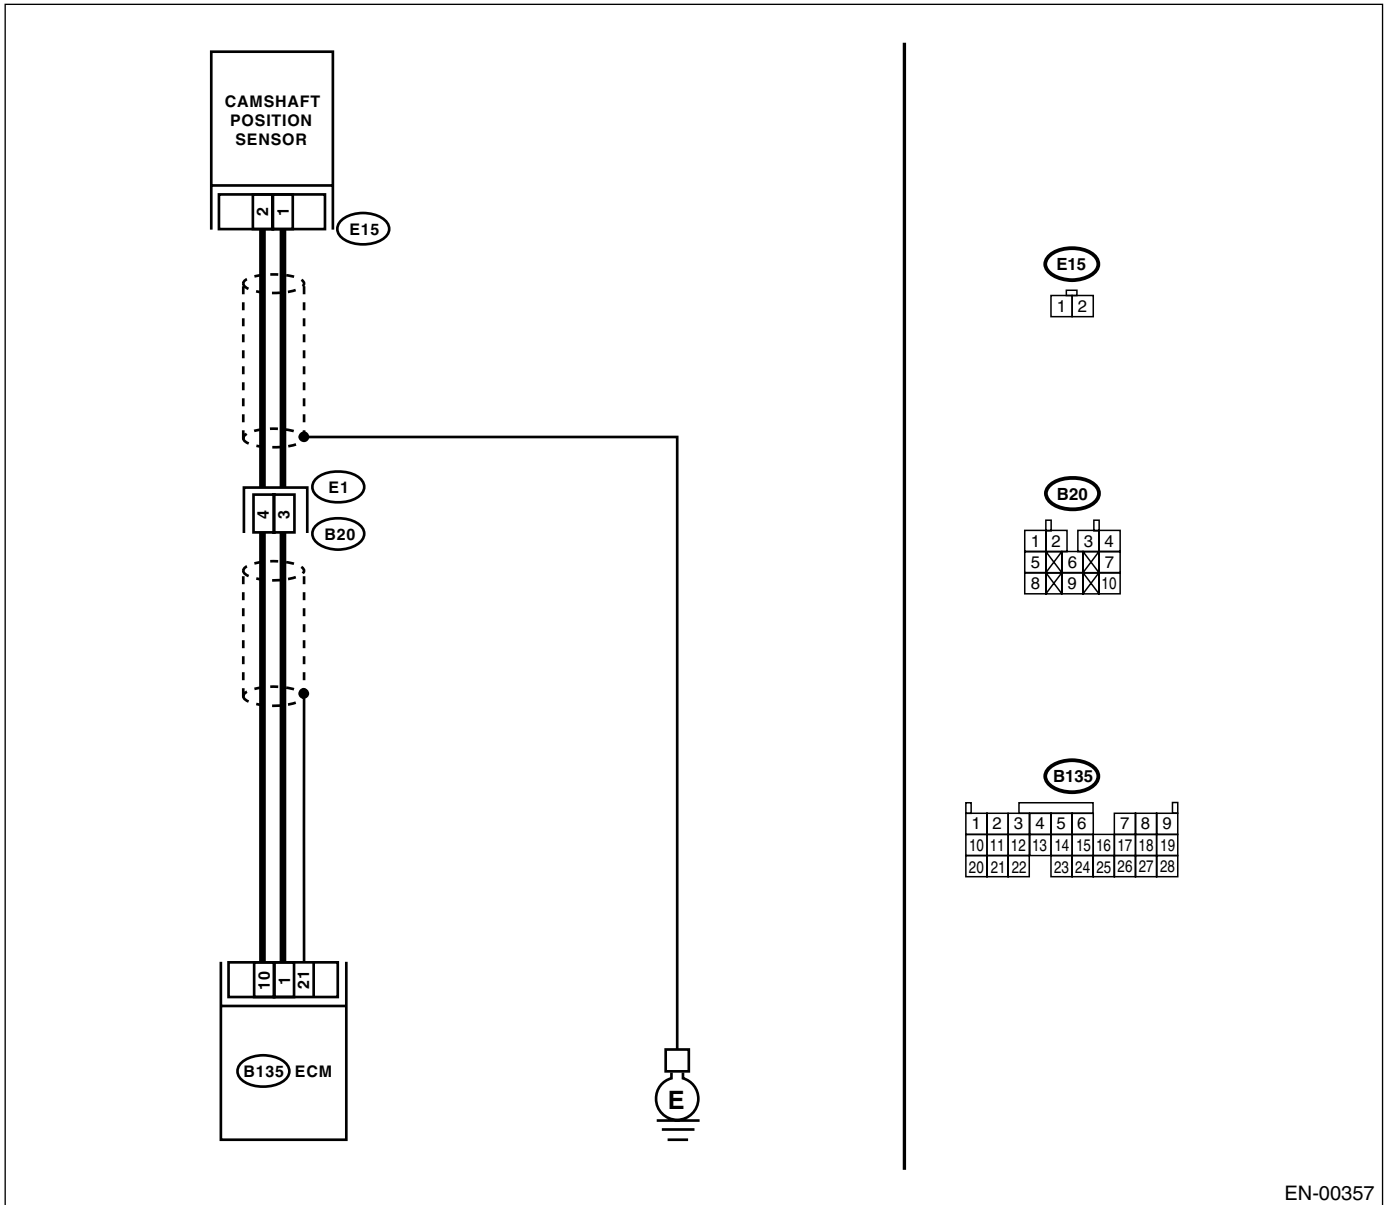 CAMSHAFT
POSITION
SENSOR
2 1
E15
E1
4 3
B20
10 1 21
B135 ECM
E
E15
1 2
B20
1 2 3 4
5 6 7
8 9 10
B135
1 2 3 4 5 6 7 8 9
10 11 12 13 14 15 16 17 18 19
20 21 22 23 24 25 26 27 28
EN-00357